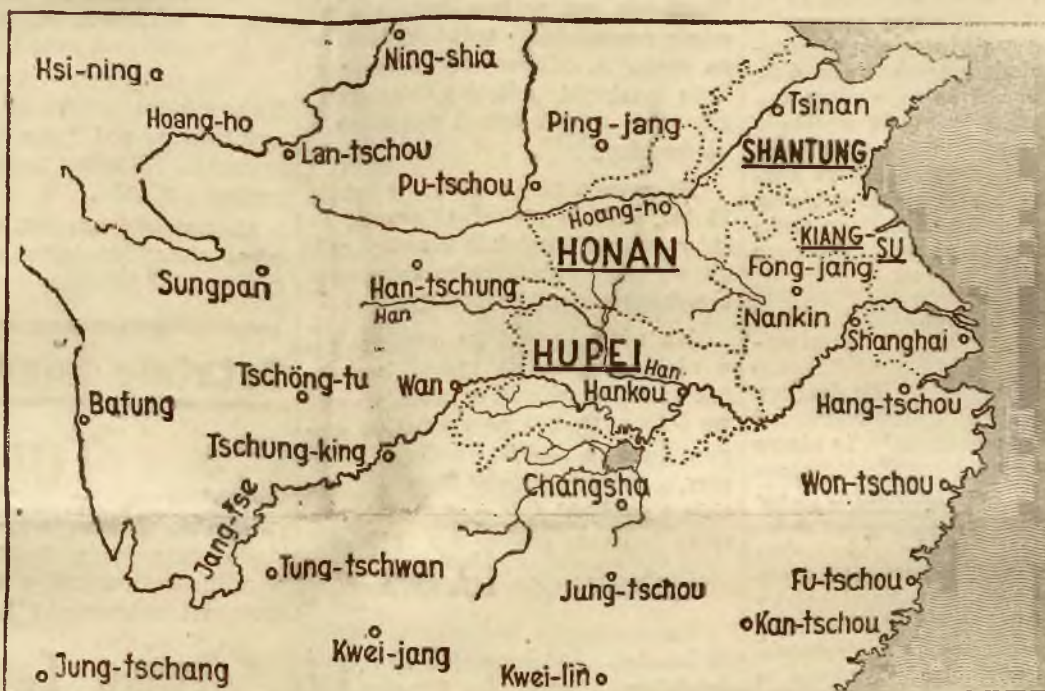 Ning-shia
Hsi-ning
Hoang-ho
Tsinan
Ping-jang
Lan-tschou
SHANTUNG
Pu-tschou
Hoang-ho
KIANG-
SU
HONAN
Sungpan
Föng-jang
Han-tschung
Han
Nankin
Shanghai
HUPEI
Han
Tschöng-tu
Wan
Hankou
Hang-tschou
Batung
Tschung-king
Changsha
Won-tschou
Jang-tse
Tung-tschwan
Jung-tschou
Fu-tschou
Kan-tschou
Kwei-jang
Jung-tschang
Kwei-lin